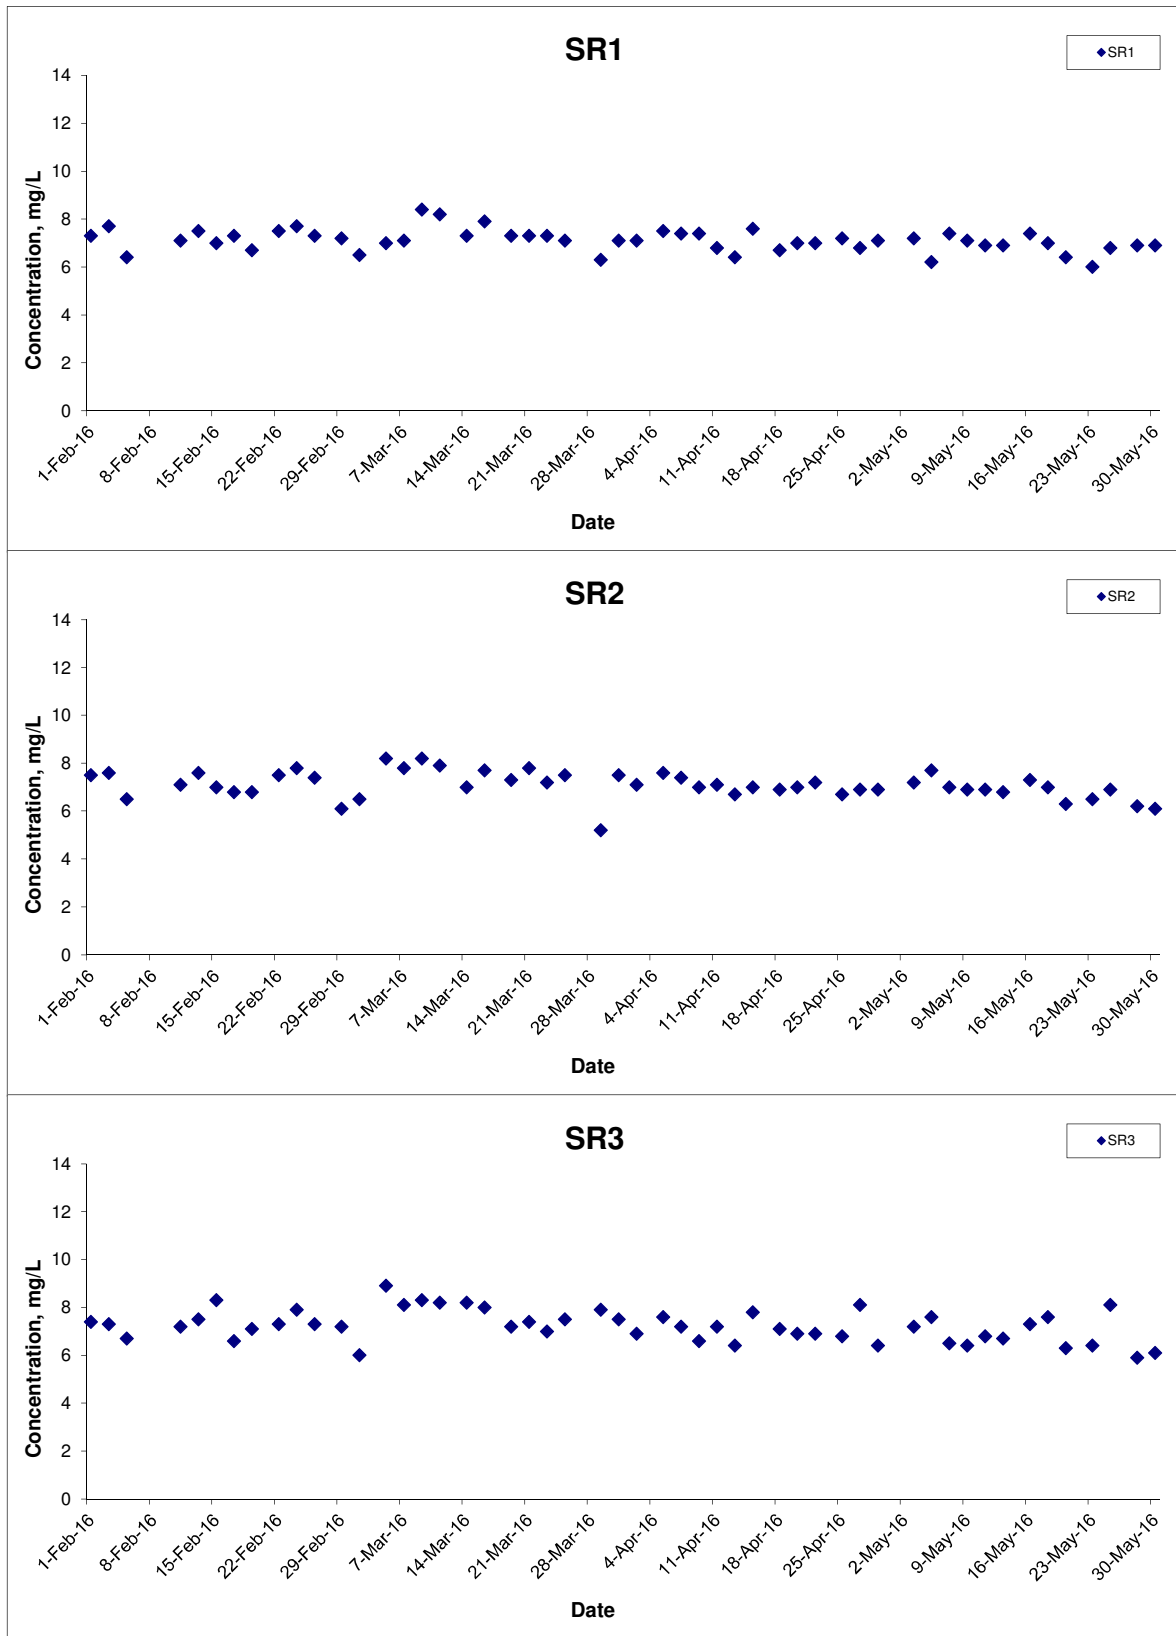 SR1
SR1
14
12
10
8
6
4
2
0
Concentration, mg/L
1-Feb-16
8-Feb-16
15-Feb-16
22-Feb-16
29-Feb-16
7-Mar-16
14-Mar-16
21-Mar-16
28-Mar-16
4-Apr-16
11-Apr-16
18-Apr-16
25-Apr-16
2-May-16
9-May-16
16-May-16
23-May-16
30-May-16
Date
SR2
SR2
14
12
10
8
6
4
2
0
Concentration, mg/L
1-Feb-16
8-Feb-16
15-Feb-16
22-Feb-16
29-Feb-16
7-Mar-16
14-Mar-16
21-Mar-16
28-Mar-16
4-Apr-16
11-Apr-16
18-Apr-16
25-Apr-16
2-May-16
9-May-16
16-May-16
23-May-16
30-May-16
Date
SR3
SR3
14
12
10
8
6
4
2
0
Concentration, mg/L
1-Feb-16
8-Feb-16
15-Feb-16
22-Feb-16
29-Feb-16
7-Mar-16
14-Mar-16
21-Mar-16
28-Mar-16
4-Apr-16
11-Apr-16
18-Apr-16
25-Apr-16
2-May-16
9-May-16
16-May-16
23-May-16
30-May-16
Date